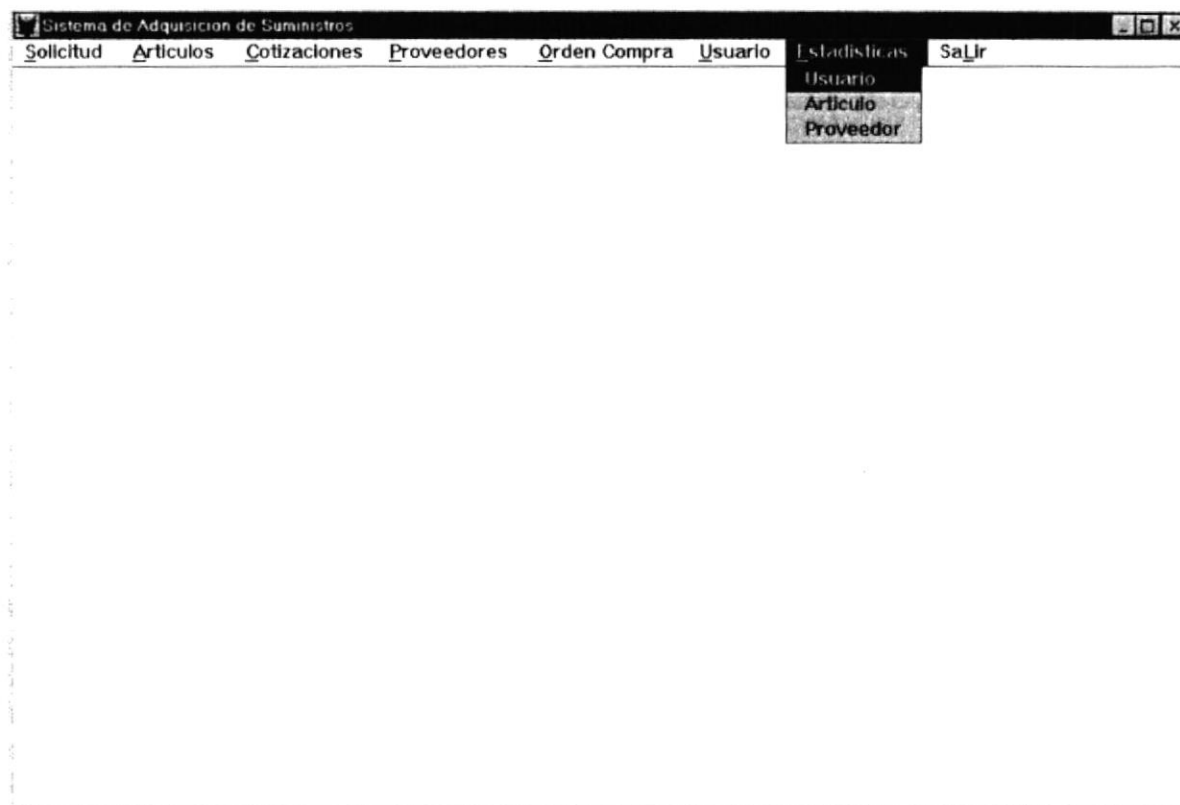 Sistema de Adquisicion de Suministros
Solicitud Articulos Cotizaciones Proveedores Orden Compra Usuario Estadisticas SaLir
Usuario
Articulo
Proveedor